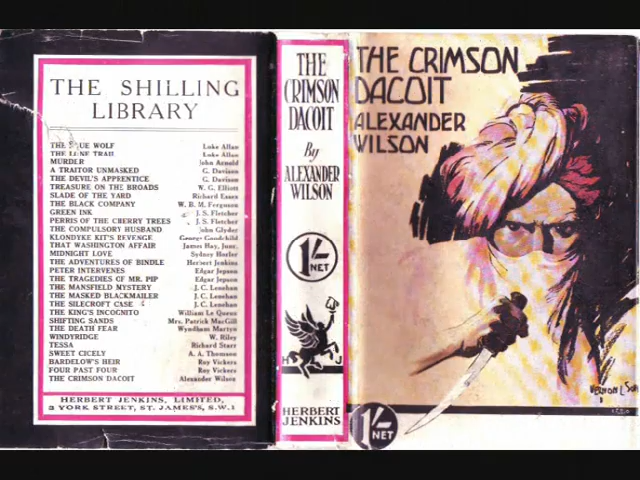 THE SHILLING
LIBRARY
THE BLUE WOLF Luke Allan
THE LONE TRAIL Luke Allan
MURDER John Arnold
A TRAITOR UNMASKED G. Davison
THE DEVIL'S APPRENTICE G. Davison
TREASURE ON THE BROADS W. G. Elliott
SLADE OF THE YARD Richard Essex
THE BLACK COMPANY W. B. M. Ferguson
GREEN INK J. S. Fletcher
PERRIS OF THE CHERRY TREES J. S. Fletcher
THE COMPULSORY HUSBAND John Glyder
KLONDYKE KIT'S REVENGE George Goodchild
THAT WASHINGTON AFFAIR James Hay, Junr.
MIDNIGHT LOVE Sydney Horler
THE ADVENTURES OF BINDLE Herbert Jenkins
PETER INTERVENES Edgar Jepson
THE TRAGEDIES OF MR. PIP Edgar Jepson
THE MANSFIELD MYSTERY J. C. Lenehan
THE MASKED BLACKMAILER J. C. Lenehan
THE SILECROFT CASE J. C. Lenehan
THE KING'S INCOGNITO William Le Queux
SHIFTING SANDS Mrs. Patrick MacGill
THE DEATH FEAR Wyndham Martyn
WINDYRIDGE W. Riley
TESSA Richard Starr
SWEET CICELY A. A. Thomson
BARDELOW'S HEIR Roy Vickers
FOUR PAST FOUR Roy Vickers
THE CRIMSON DACOIT Alexander Wilson
HERBERT JENKINS, LIMITED,
3 YORK STREET, ST. JAMES'S, S.W.1
THE
CRIMSON
DACOIT
By
ALEXANDER
WILSON
1/-
NET
H J
HERBERT
JENKINS
THE CRIMSON
DACOIT
ALEXANDER
WILSON
1/-
NET